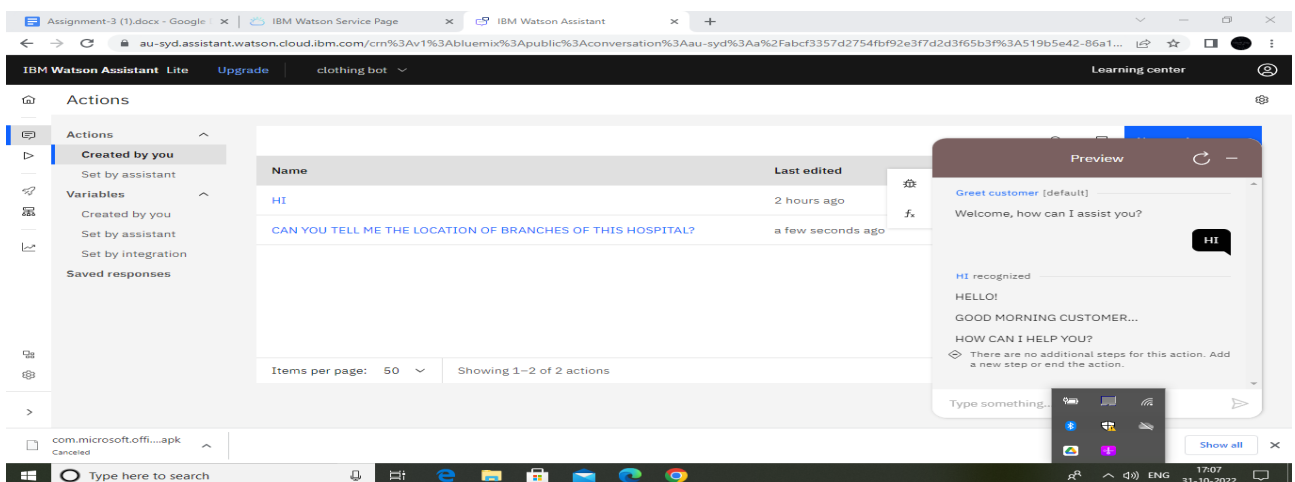 Assignment-3 (1).docx - Google
IBM Watson Service Page
IBM Watson Assistant
au-syd.assistant.watson.cloud.ibm.com/crn%3Av1%3Abluemix%3Apublic%3Aconversation%3Aau-syd%3Aa%2Fabcf3357d2754fbf92e3f7d2d3f65b3f%3A519b5e42-86a1...
IBM Watson Assistant Lite Upgrade clothing bot Learning center
Actions
Actions
Created by you
Set by assistant
Variables
Created by you
Set by assistant
Set by integration
Saved responses
Name Last edited
HI 2 hours ago
CAN YOU TELL ME THE LOCATION OF BRANCHES OF THIS HOSPITAL? a few seconds ago
Items per page: 50 Showing 1–2 of 2 actions
Preview
Greet customer [default]
Welcome, how can I assist you?
HI
HI recognized
HELLO!
GOOD MORNING CUSTOMER...
HOW CAN I HELP YOU?
There are no additional steps for this action. Add
a new step or end the action.
Type something..
com.microsoft.offi....apk
Canceled
Show all
Type here to search
ENG
17:07
31-10-2022